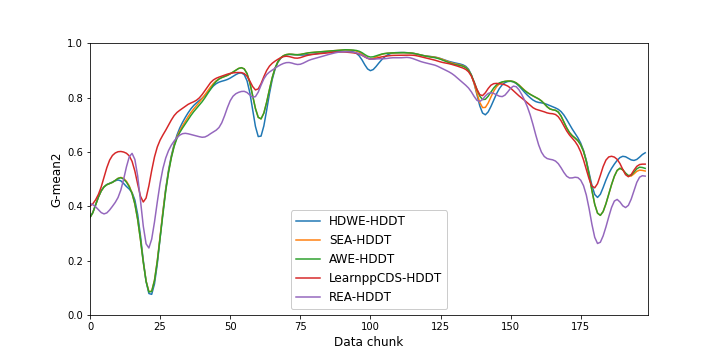 1.0
0.8
0.6
0.4
0.2
0.0
G-mean2
HDWE-HDDT
SEA-HDDT
AWE-HDDT
LearnppCDS-HDDT
REA-HDDT
0 25 50 75 100 125 150 175
Data chunk